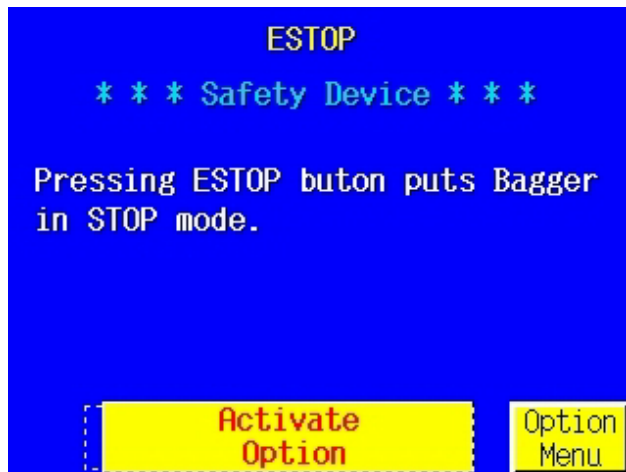 ESTOP
* * * Safety Device * * *
Pressing ESTOP buton puts Bagger
in STOP mode.
Activate
Option
Option
Menu